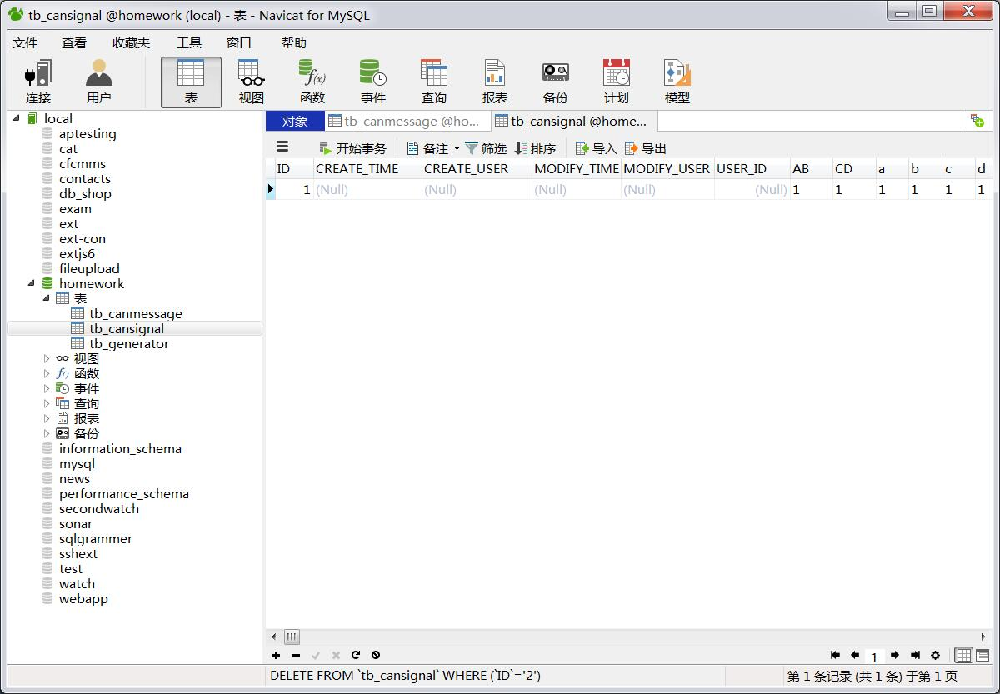 tb_cansignal @homework (local) - 表 - Navicat for MySQL
文件 查看 收藏夹 工具 窗口 帮助
连接 用户 表 视图 函数 事件 查询 报表 备份 计划 模型
local
aptesting
cat
cfcmms
contacts
db_shop
exam
ext
ext-con
extjs6
fileupload
homework
表
tb_canmessage
tb_cansignal
tb_generator
视图
函数
事件
查询
报表
备份
information_schema
mysql
news
performance_schema
secondwatch
sonar
sqlgrammer
sshext
test
watch
webapp
对象 tb_canmessage @ho... tb_cansignal @home...
开始事务 备注 筛选 排序 导入 导出
ID CREATE_TIME CREATE_USER MODIFY_TIME MODIFY_USER USER_ID AB CD a b c d
1 (Null) (Null) (Null) (Null) (Null) 1 1 1 1 1 1
1
DELETE FROM `tb_cansignal` WHERE (`ID`='2') 第 1 条记录 (共 1 条) 于第 1 页